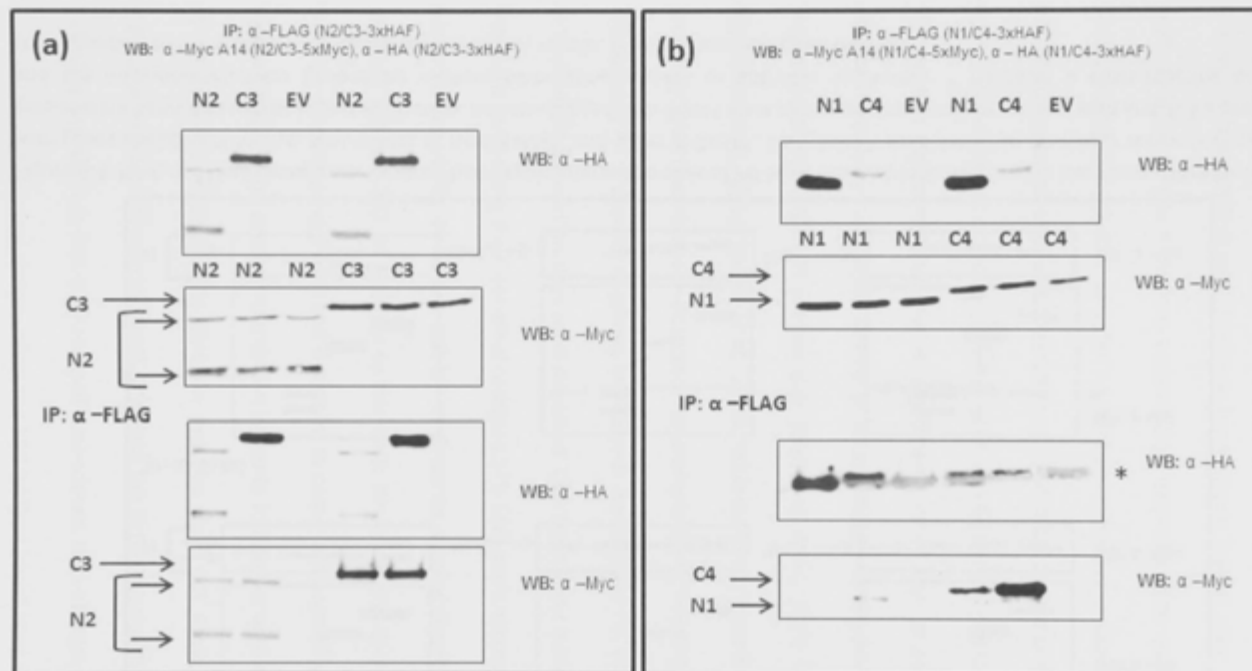 (a)
IP: α –FLAG (N2/C3-3xHAF)
WB: α –Myc A14 (N2/C3-5xMyc), α – HA (N2/C3-3xHAF)
N2 C3 EV N2 C3 EV
WB: α –HA
N2 N2 N2 C3 C3 C3
C3
N2
WB: α –Myc
IP: α –FLAG
WB: α –HA
C3
N2
WB: α –Myc
(b)
IP: α –FLAG (N1/C4-3xHAF)
WB: α –Myc A14 (N1/C4-5xMyc), α – HA (N1/C4-3xHAF)
N1 C4 EV N1 C4 EV
WB: α –HA
N1 N1 N1 C4 C4 C4
C4
N1
WB: α –Myc
IP: α –FLAG
* WB: α –HA
C4
N1
WB: α –Myc